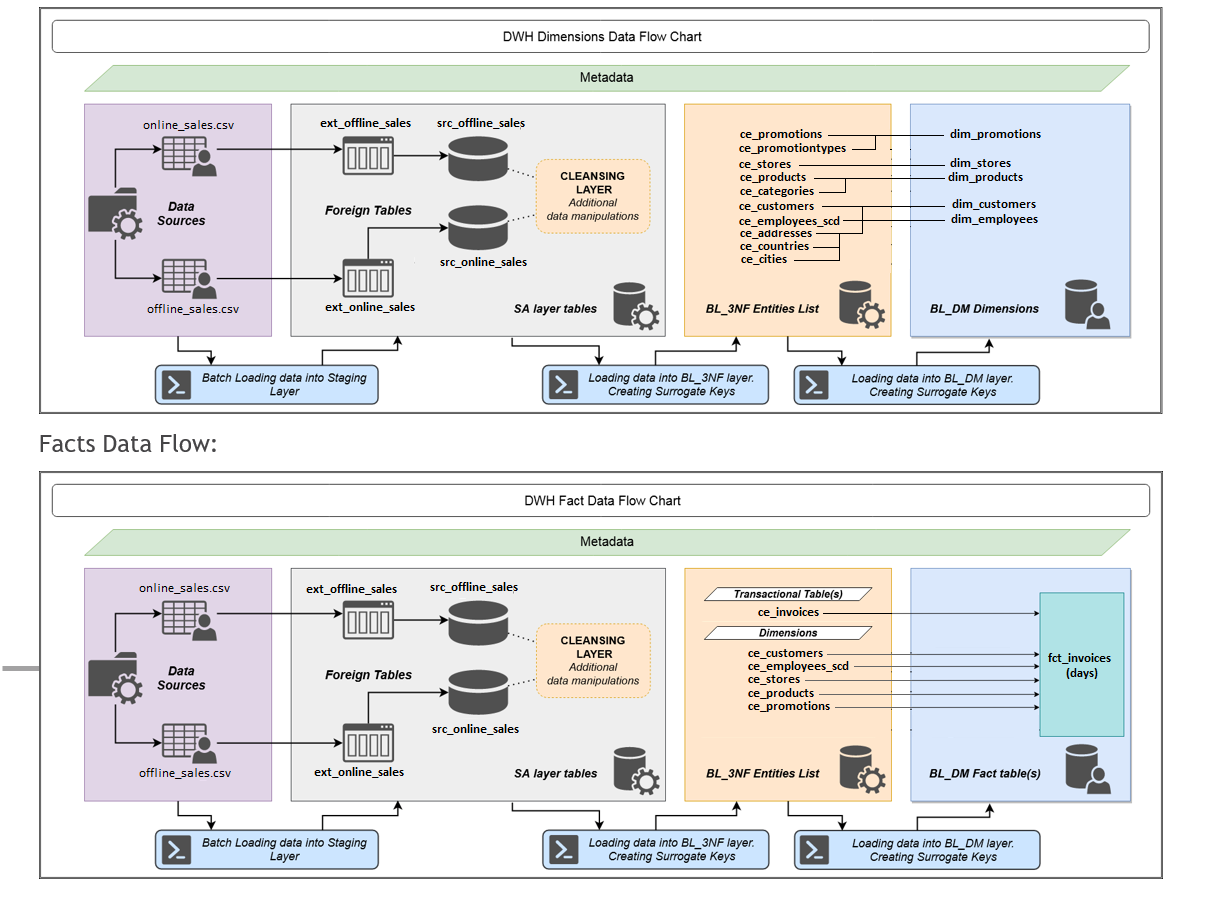 DWH Dimensions Data Flow Chart
Metadata
online_sales.csv
Data
Sources
offline_sales.csv
ext_offline_sales
src_offline_sales
CLEANSING
LAYER
Additional
data manipulations
Foreign Tables
src_online_sales
ext_online_sales
SA layer tables
ce_promotions
ce_promotiontypes
ce_stores
ce_products
ce_categories
ce_customers
ce_employees_scd
ce_addresses
ce_countries
ce_cities
BL_3NF Entities List
dim_promotions
dim_stores
dim_products
dim_customers
dim_employees
BL_DM Dimensions
Batch Loading data into Staging
Layer
Loading data into BL_3NF layer.
Creating Surrogate Keys
Loading data into BL_DM layer.
Creating Surrogate Keys
Facts Data Flow:
DWH Fact Data Flow Chart
Metadata
online_sales.csv
Data
Sources
offline_sales.csv
ext_offline_sales
src_offline_sales
CLEANSING
LAYER
Additional
data manipulations
Foreign Tables
src_online_sales
ext_online_sales
SA layer tables
Transactional Table(s)
ce_invoices
Dimensions
ce_customers
ce_employees_scd
ce_stores
ce_products
ce_promotions
BL_3NF Entities List
fct_invoices
(days)
BL_DM Fact table(s)
Batch Loading data into Staging
Layer
Loading data into BL_3NF layer.
Creating Surrogate Keys
Loading data into BL_DM layer.
Creating Surrogate Keys